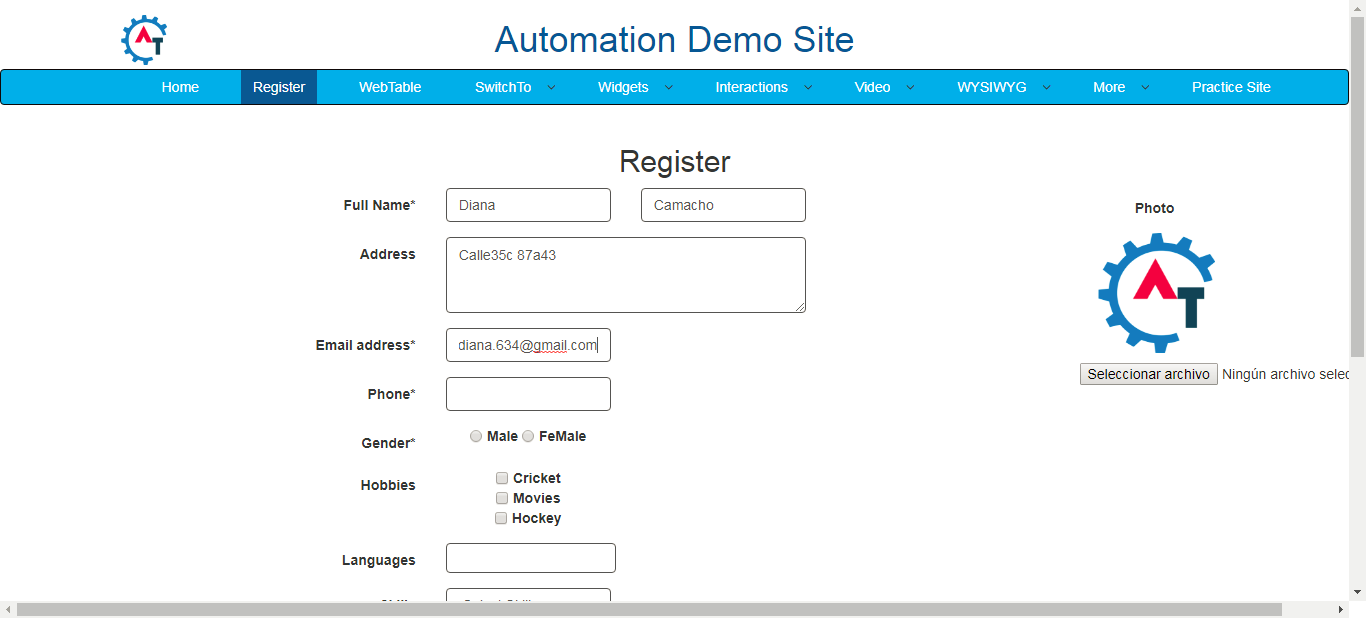 Automation Demo Site
Home Register WebTable SwitchTo Widgets Interactions Video WYSIWYG More Practice Site
Register
Full Name* Diana Camacho
Photo
Address Calle35c 87a43
AT
Email address* diana.634@gmail.com
Seleccionar archivo Ningún archivo selec
Phone*
Gender* Male FeMale
Hobbies Cricket
Movies
Hockey
Languages